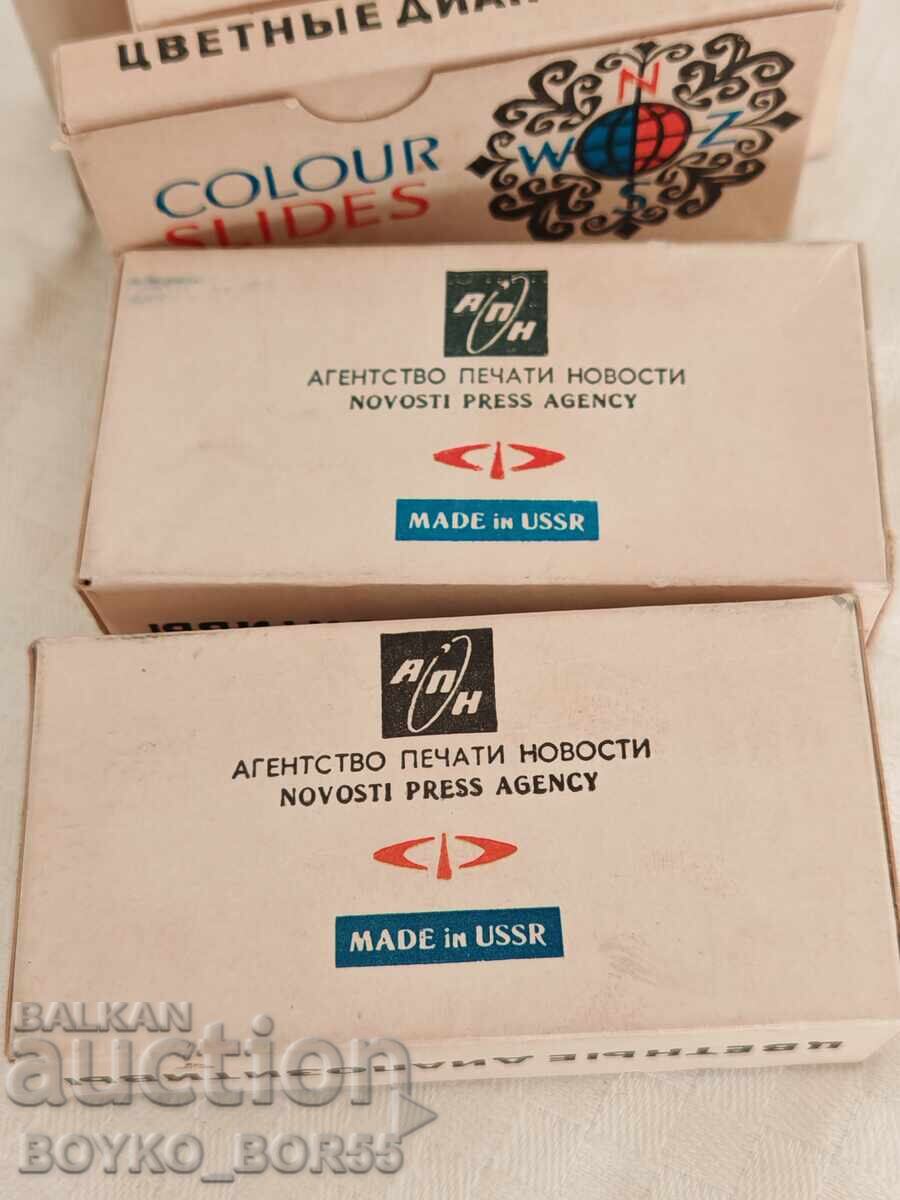 ЦВЕТНЫЕ
COLOUR
SLIDES
N
W
Z
S
АПН
АГЕНТСТВО ПЕЧАТИ НОВОСТИ
NOVOSTI PRESS AGENCY
MADE in USSR
АПН
АГЕНТСТВО ПЕЧАТИ НОВОСТИ
NOVOSTI PRESS AGENCY
MADE in USSR
ЦВЕТНЫЕ ДИАПОЗИТИВЫ
BALKAN
auction
BOYKO_BOR55